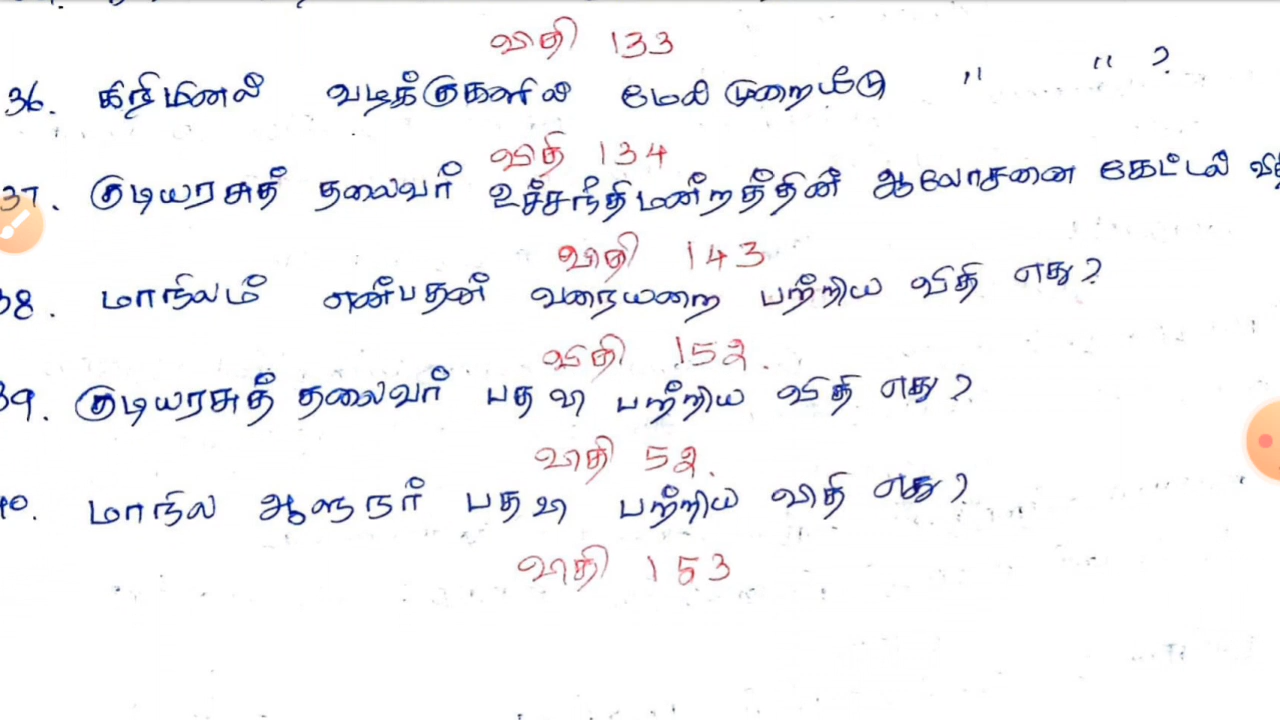 விதி 133
36. கிரிமினல் வழக்குகளில் மேல்முறையீடு " " ?
விதி 134
37. குடியரசுத் தலைவர் உச்சநீதிமன்றத்தின் ஆலோசனை கேட்டல்
விதி 143
38. மாநிலம் என்பதன் வரையறை பற்றிய விதி எது?
விதி 152.
39. குடியரசுத் தலைவர் பதவி பற்றிய விதி எது?
விதி 52.
40. மாநில ஆளுநர் பதவி பற்றிய விதி எது?
விதி 153